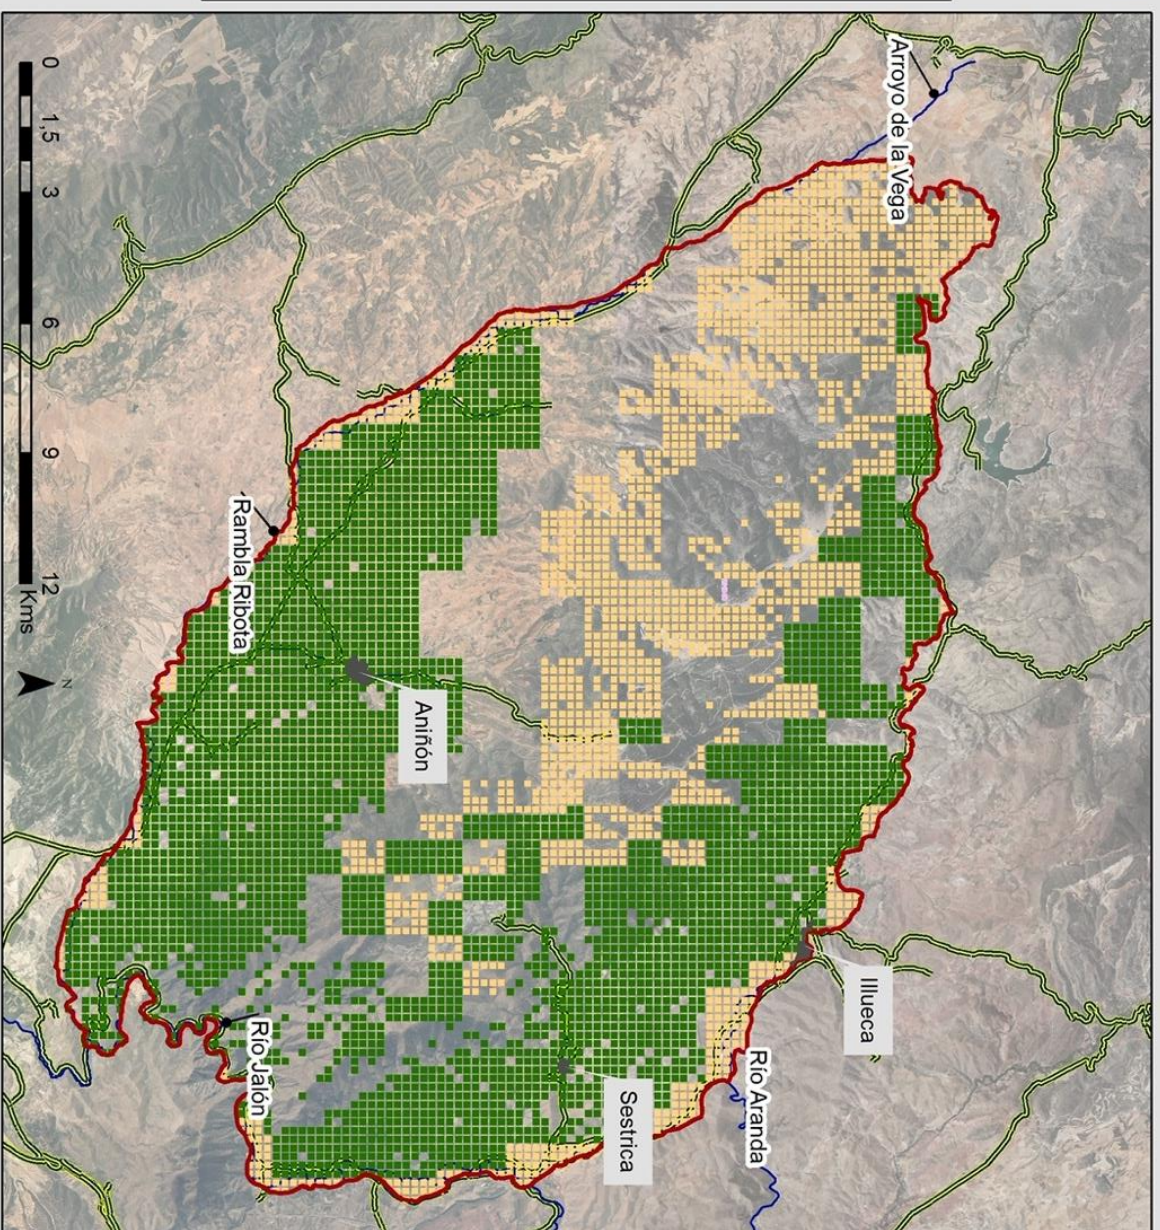 Arroyo de la Vega
Illueca
Río Aranda
Sestrica
Aniñón
Río Jalón
Rambla Ribota
0 1,5 3 6 9 12
Kms
N